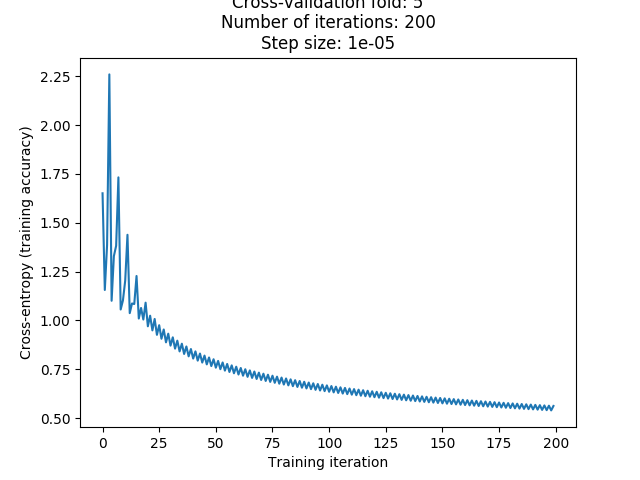 Cross-validation fold: 5
Number of iterations: 200
Step size: 1e-05
2.25
2.00
1.75
1.50
1.25
1.00
0.75
0.50
Cross-entropy (training accuracy)
0 25 50 75 100 125 150 175 200
Training iteration